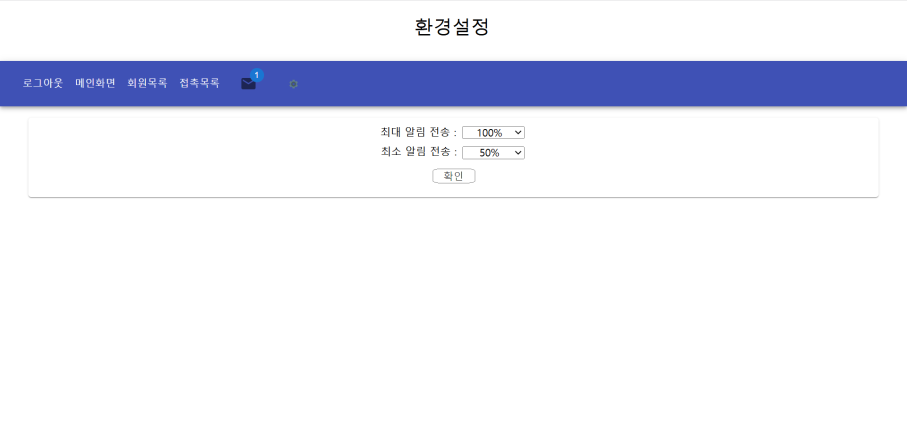 환경설정
로그아웃 메인화면 회원목록 접촉목록 1
최대 알림 전송 : 100%
최소 알림 전송 : 50%
확인